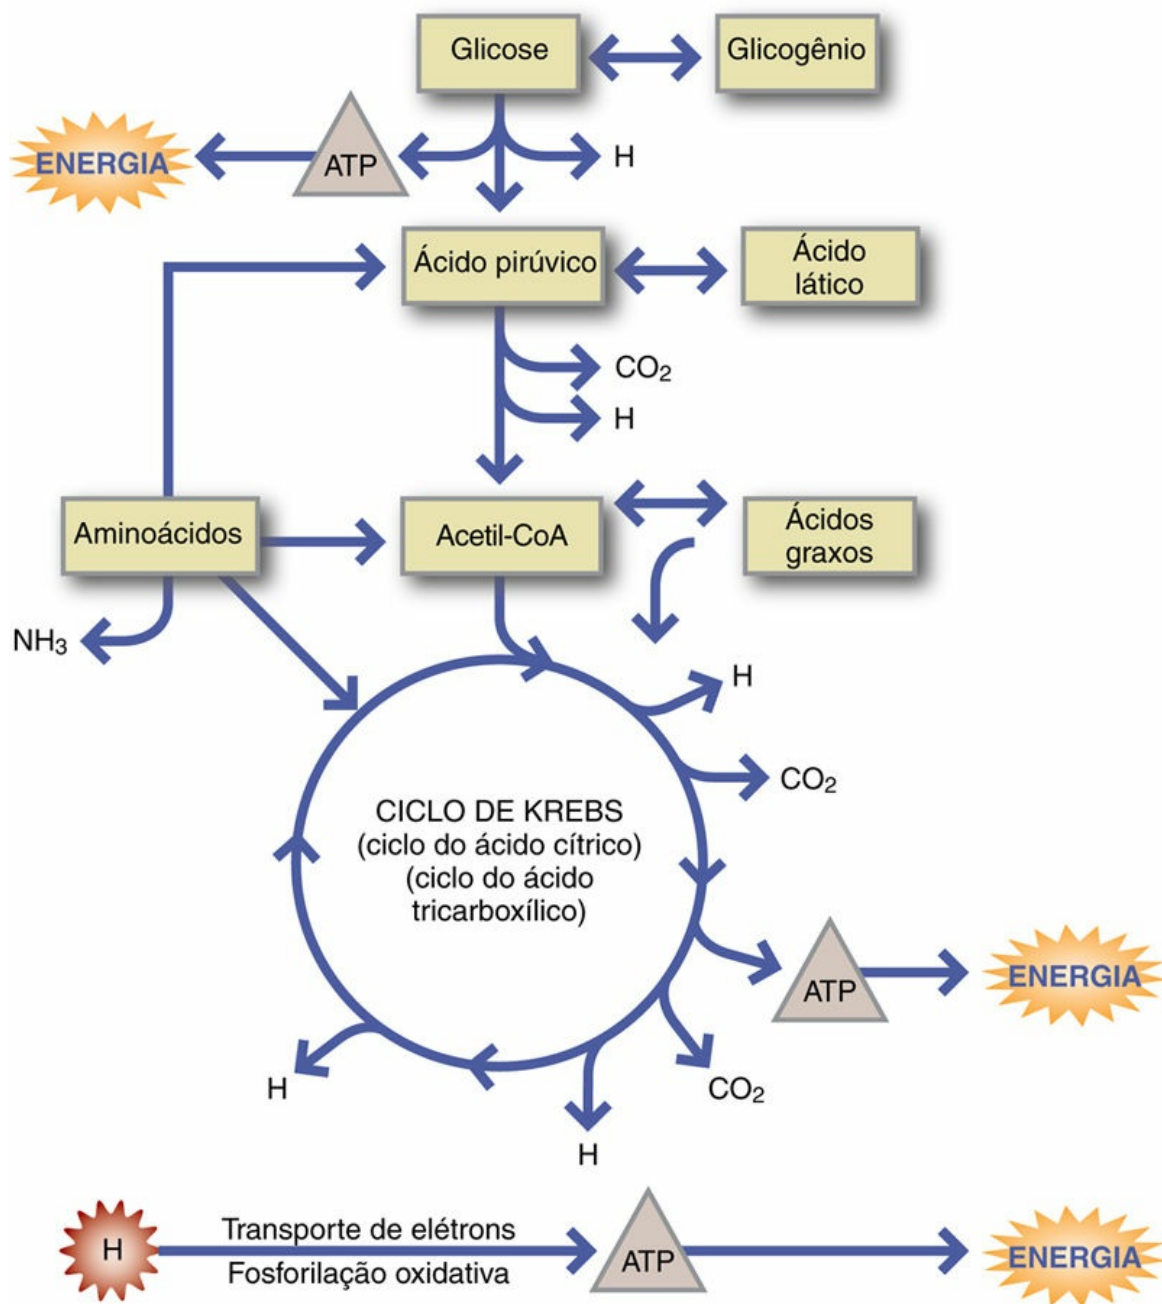 Glicose
Glicogênio
ENERGIA
ATP
H
Ácido pirúvico
Ácido
lático
CO₂
H
Aminoácidos
Acetil-CoA
Ácidos
graxos
NH₃
H
CO₂
CICLO DE KREBS
(ciclo do ácido cítrico)
(ciclo do ácido
tricarboxílico)
ATP
ENERGIA
H
CO₂
H
H
Transporte de elétrons
Fosforilação oxidativa
ATP
ENERGIA